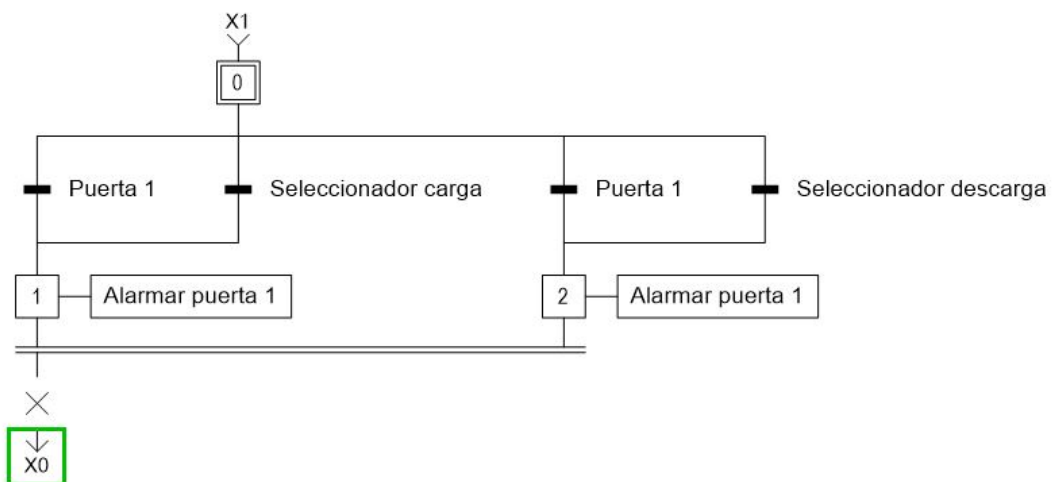 X1
0
Puerta 1
Seleccionador carga
Puerta 1
Seleccionador descarga
1
Alarmar puerta 1
2
Alarmar puerta 1
X0